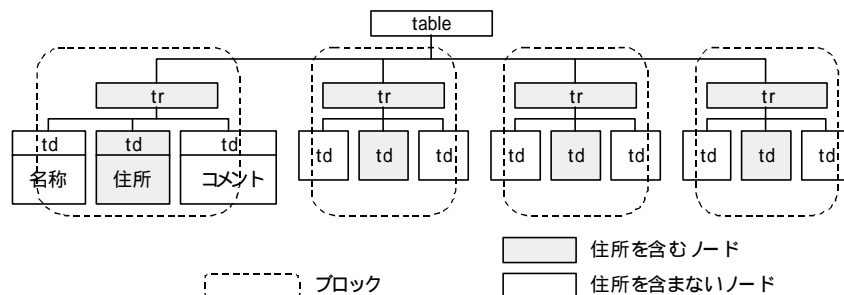 table
tr tr tr tr
td td td td td td td td td td td td
名称 住所 コメント
住所を含むノード
ブロック 住所を含まないノード